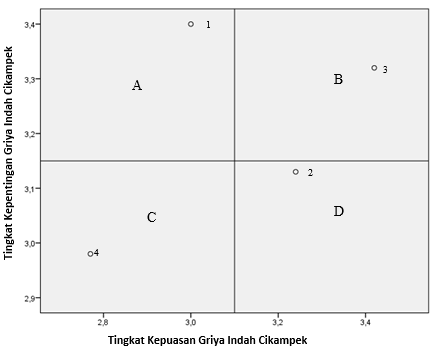 Tingkat Kepentingan Griya Indah Cikampek
3,4
3,3
3,2
3,1
3,0
2,9
1
A
B
3
2
C
D
4
2,8
3,0
3,2
3,4
Tingkat Kepuasan Griya Indah Cikampek